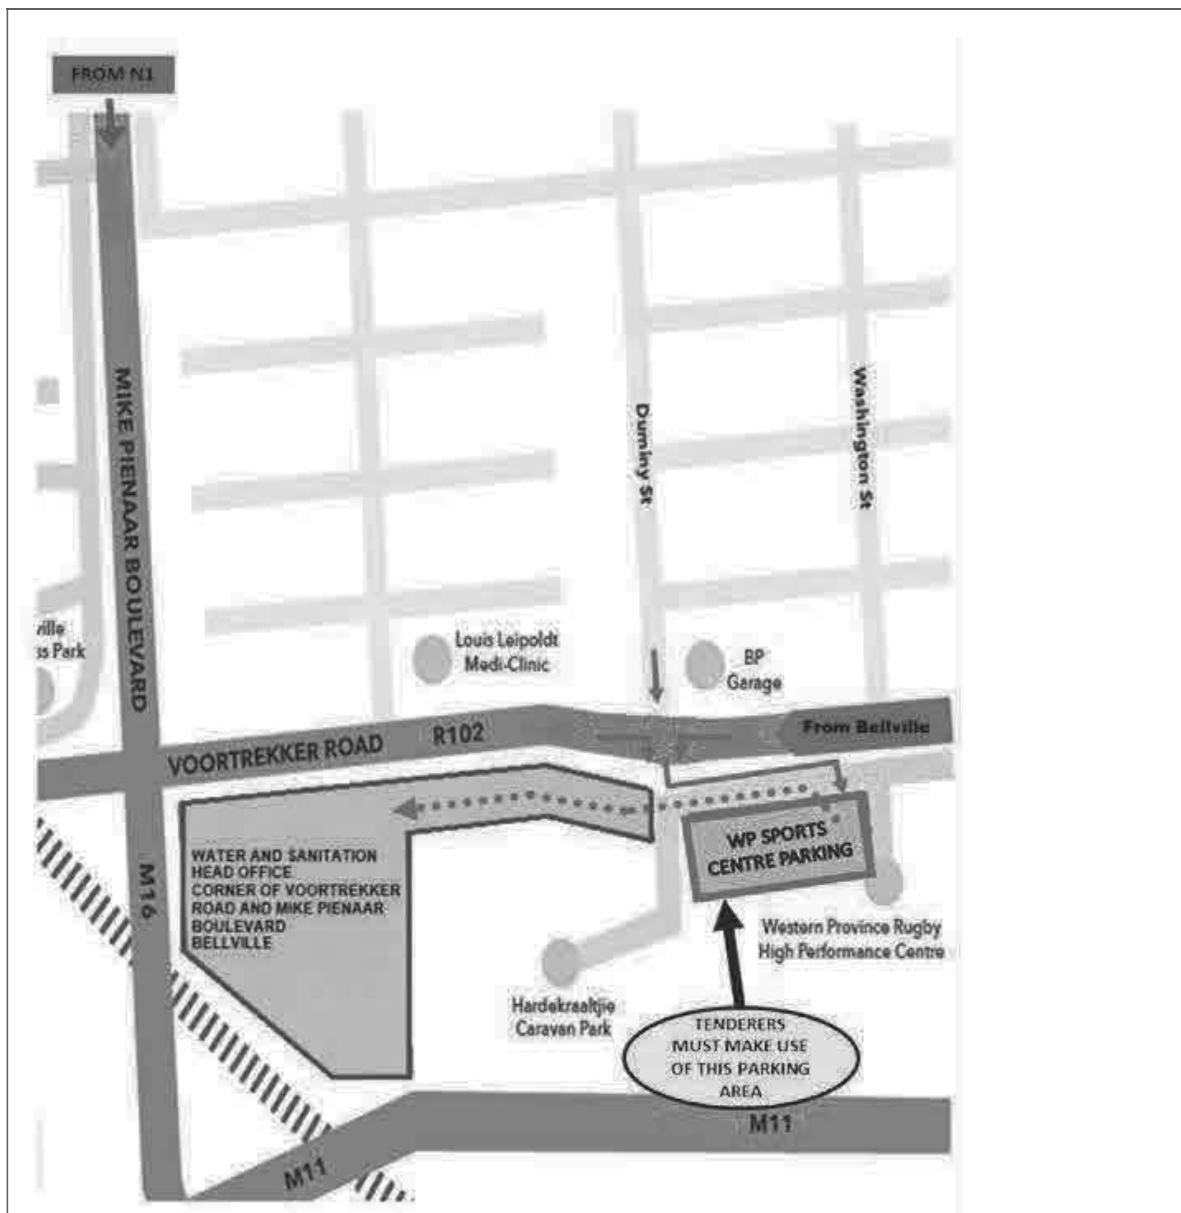 FROM N1
MIKE PIENAAR BOULEVARD
Duminy St
Washington St
ville
ss Park
Louis Leipoldt
Medi-Clinic
BP
Garage
VOORTREKKER ROAD
R102
From Bellville
WATER AND SANITATION
HEAD OFFICE
CORNER OF VOORTREKKER
ROAD AND MIKE PIENAAR
BOULEVARD
BELLVILLE
WP SPORTS
CENTRE PARKING
M16
Western Province Rugby
High Performance Centre
Hardekraaltjie
Caravan Park
TENDERERS
MUST MAKE USE
OF THIS PARKING
AREA
M11
M11